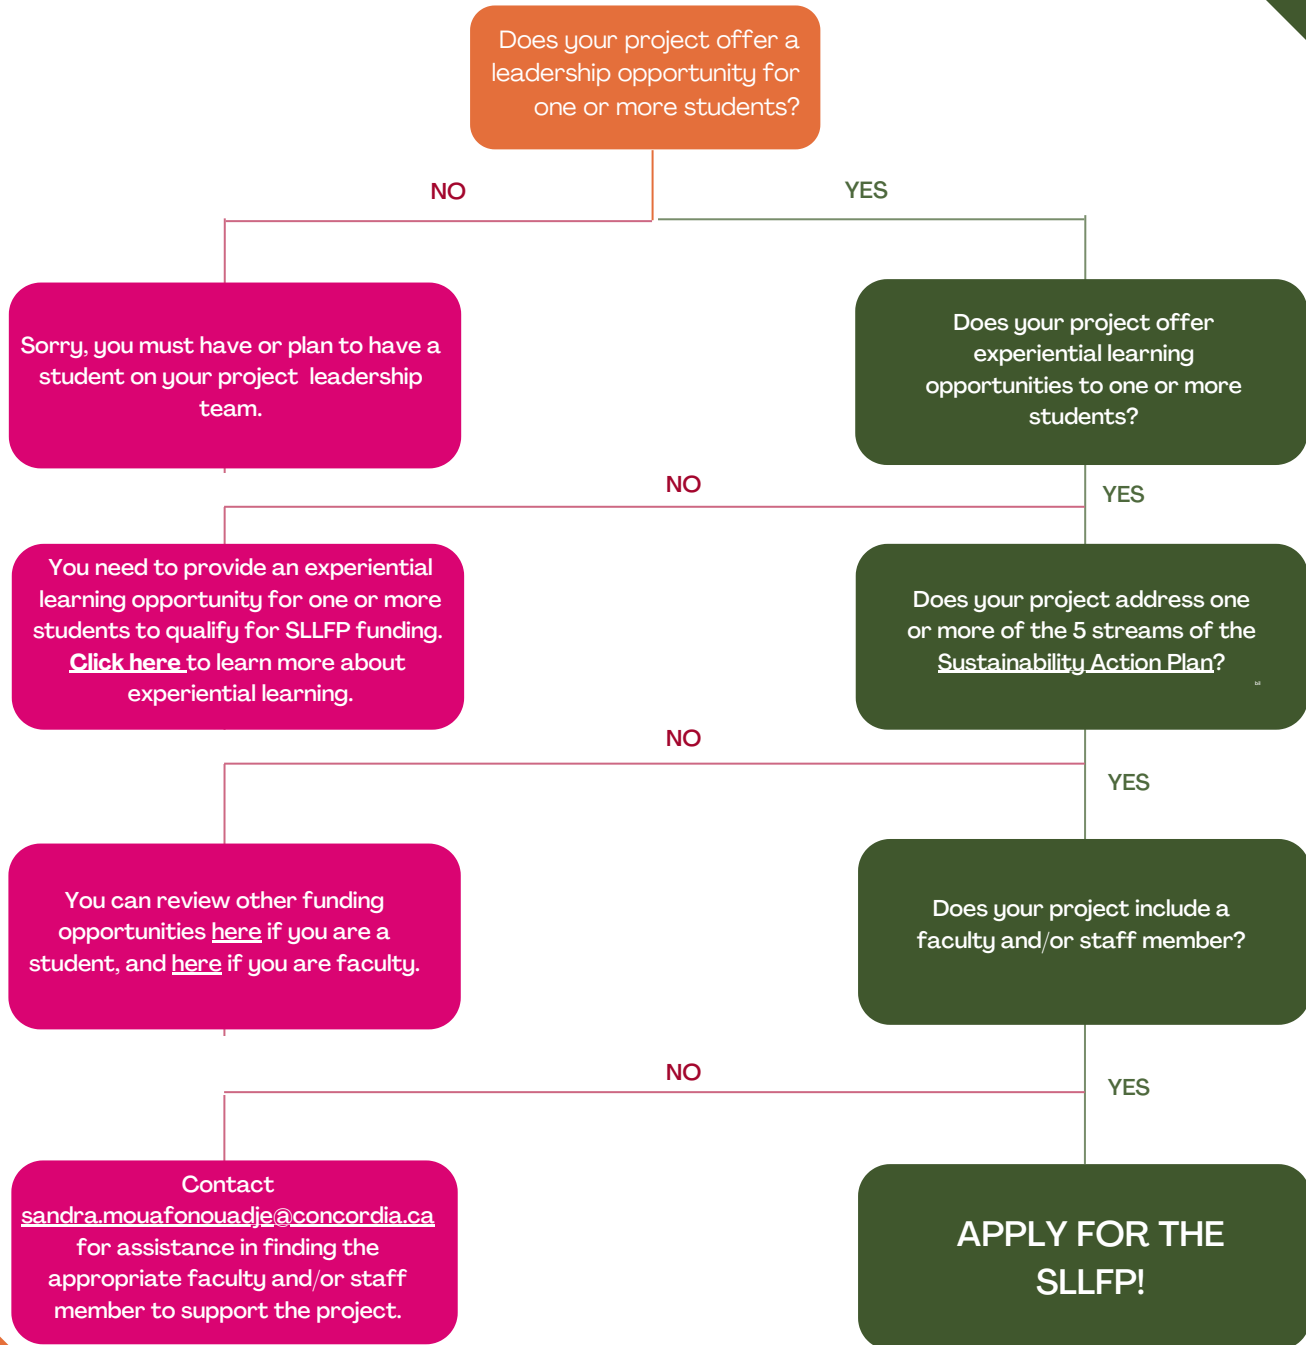 Does your project offer a
leadership opportunity for
one or more students?
NO
YES
Sorry, you must have or plan to have a
student on your project leadership
team.
Does your project offer
experiential learning
opportunities to one or more
students?
NO
YES
You need to provide an experiential
learning opportunity for one or more
students to qualify for SLLFP funding.
Click here to learn more about
experiential learning.
Does your project address one
or more of the 5 streams of the
Sustainability Action Plan?
NO
YES
You can review other funding
opportunities here if you are a
student, and here if you are faculty.
Does your project include a
faculty and/or staff member?
NO
YES
Contact
sandra.mouafonouadje@concordia.ca
for assistance in finding the
appropriate faculty and/or staff
member to support the project.
APPLY FOR THE
SLLFP!